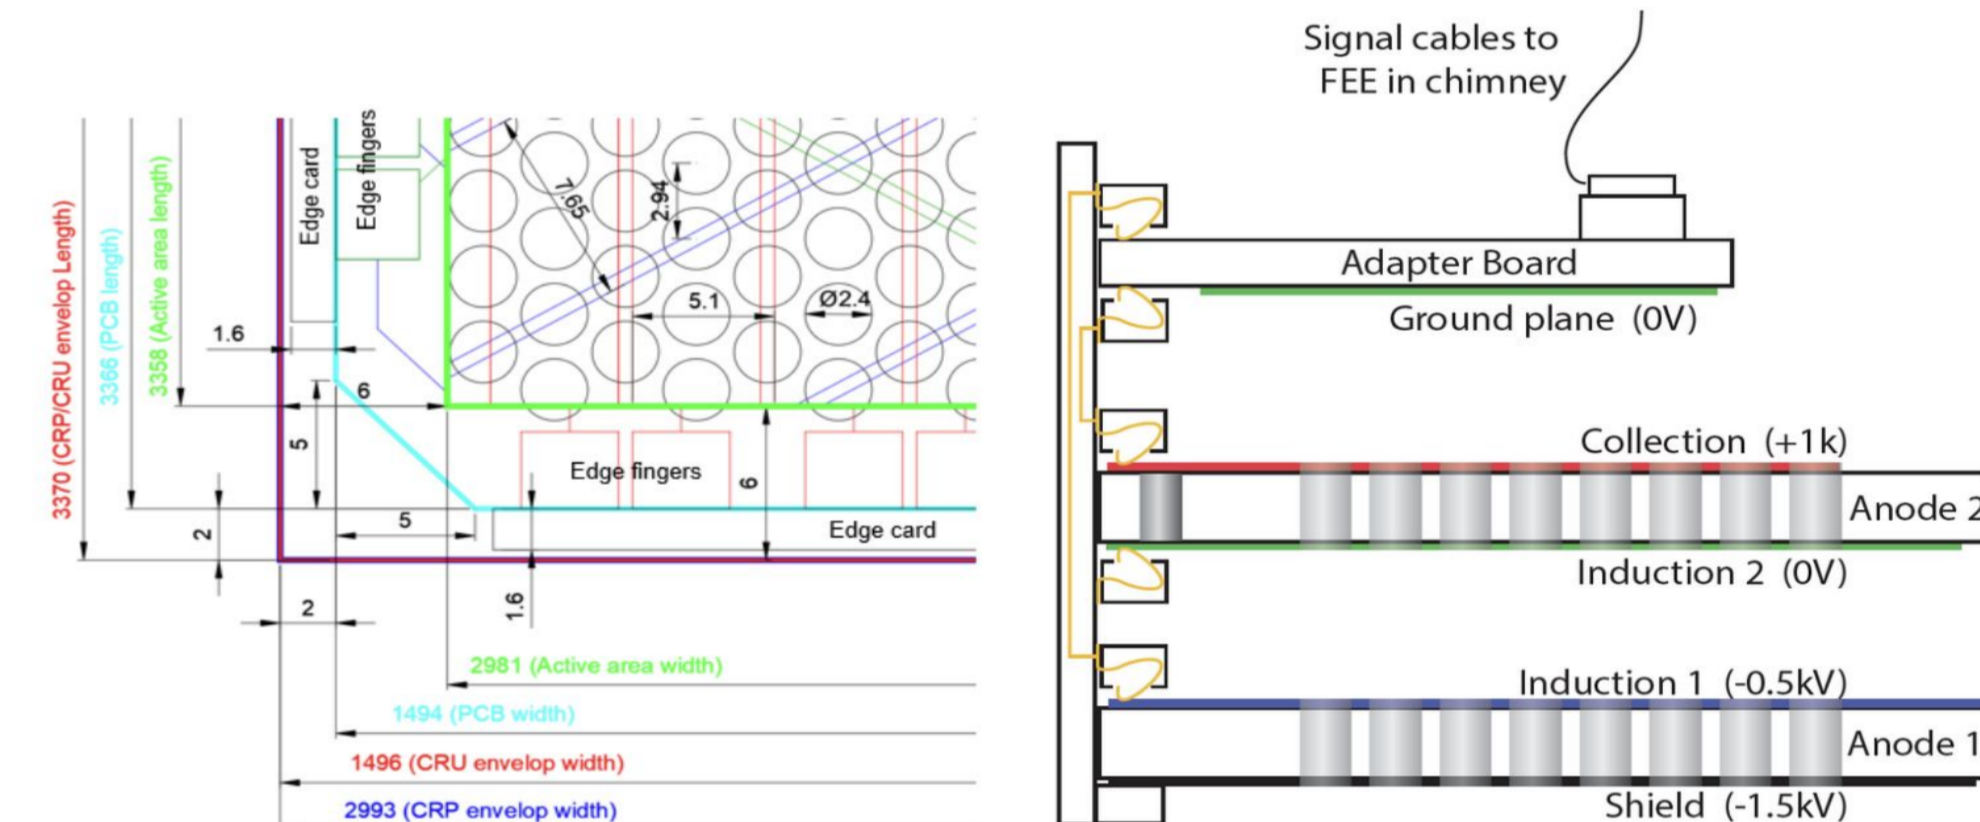 3370 (CRP/CRU envelop Length)
3366 (PCB length)
3358 (Active area length)
Edge card
Edge fingers
7.65
2.94
5.1
Ø2.4
1.6
6
5
5
2
2
1.6
6
Edge fingers
Edge card
2981 (Active area width)
1494 (PCB width)
1496 (CRU envelop width)
2993 (CRP envelop width)
Signal cables to
FEE in chimney
Adapter Board
Ground plane (0V)
Collection (+1k)
Anode 2
Induction 2 (0V)
Induction 1 (-0.5kV)
Anode 1
Shield (-1.5kV)